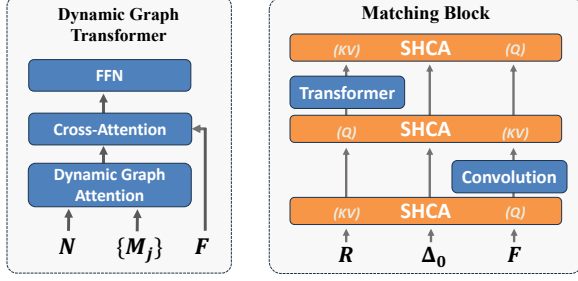 Dynamic Graph
Transformer
FFN
Cross-Attention
Dynamic Graph
Attention
N {M_j} F
Matching Block
(KV) SHCA (Q)
Transformer
(Q) SHCA (KV)
Convolution
(KV) SHCA (Q)
R Δ₀ F